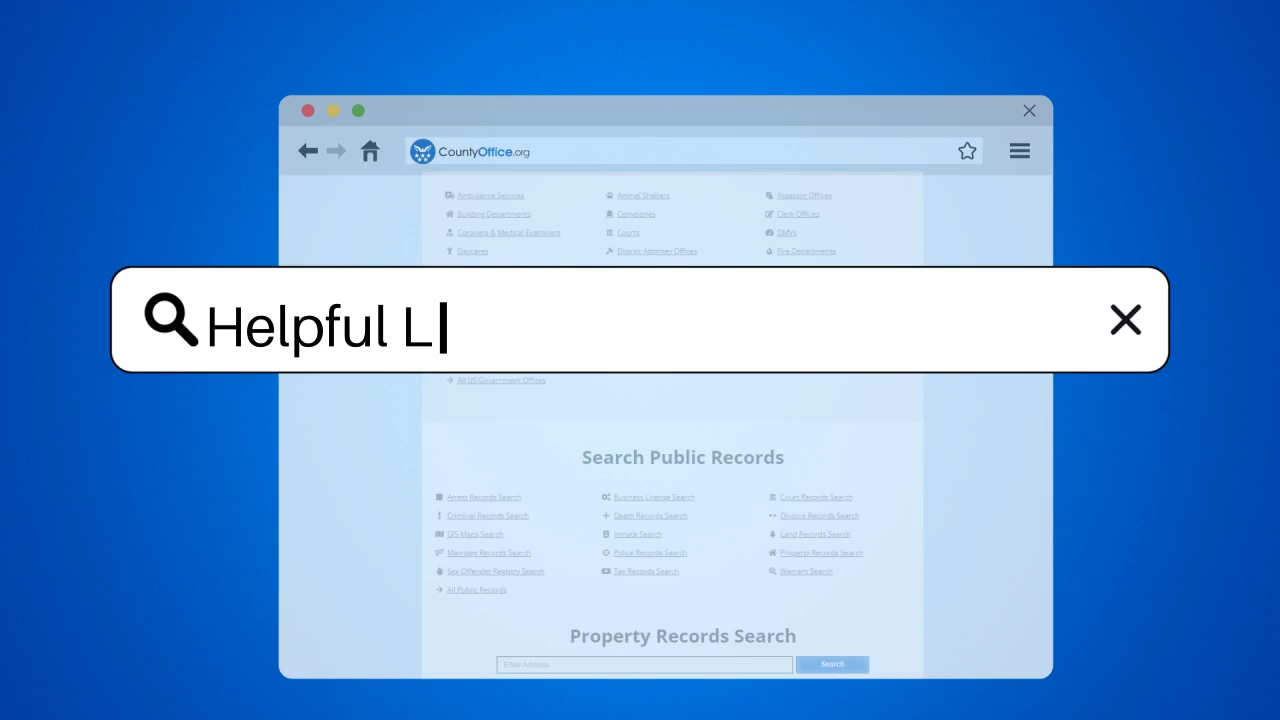 CountyOffice.org
Ambulance Services Animal Shelters Assessor Offices
Building Departments Cemeteries Clerk Offices
Coroners & Medical Examiners Courts DMVs
Daycares District Attorney Offices Fire Departments
Helpful L
All US Government Offices
Search Public Records
Arrest Records Search Business License Search Court Records Search
Criminal Records Search Death Records Search Divorce Records Search
GIS Maps Search Inmate Search Land Records Search
Marriage Records Search Police Records Search Property Records Search
Sex Offender Registry Search Tax Records Search Warrant Search
All Public Records
Property Records Search
Enter Address Search